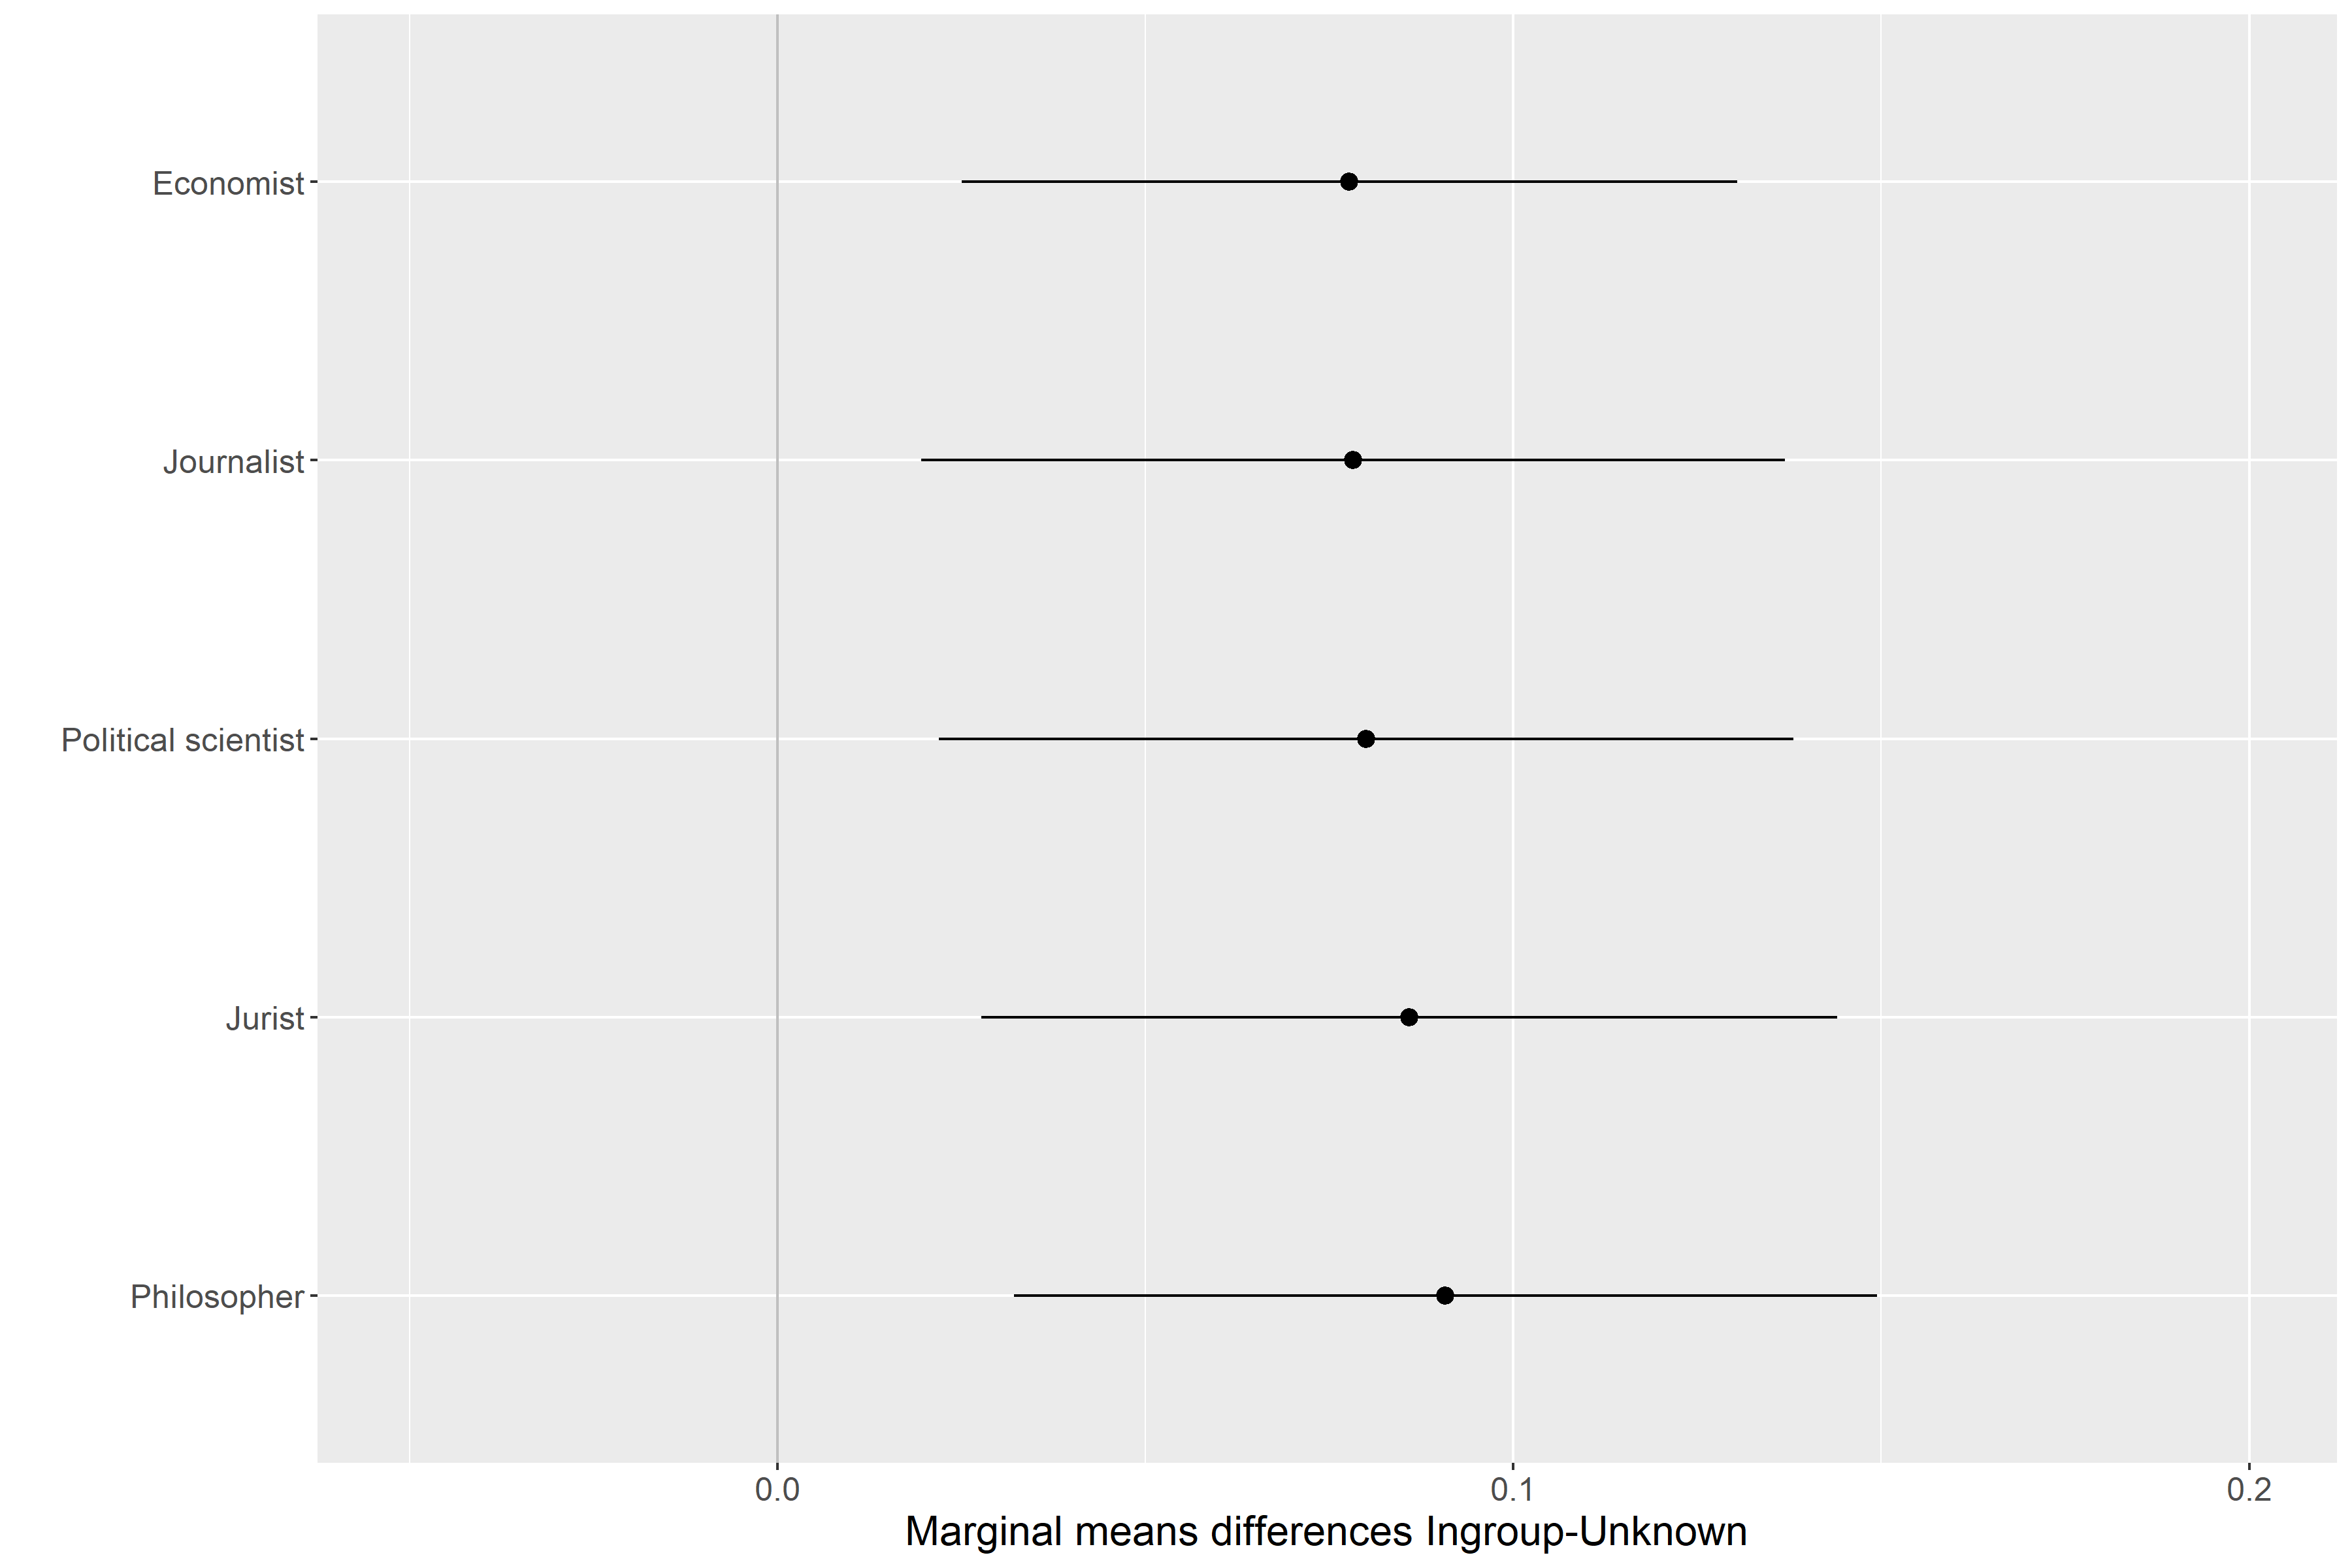 Economist
Journalist
Political scientist
Jurist
Philosopher
0.0 0.1 0.2
Marginal means differences Ingroup-Unknown